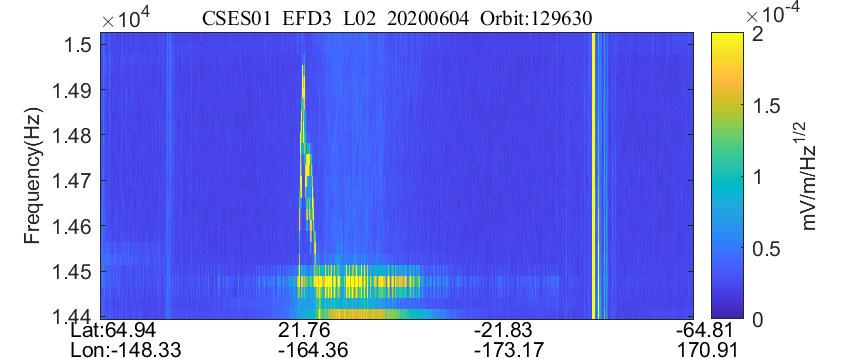 ×10⁴ CSES01 EFD3 L02 20200604 Orbit:129630 ×10⁻⁴
1.5
1.49
1.48
1.47
1.46
1.45
1.44
Frequency(Hz)
2
1.5
1
0.5
0
mV/m/Hz^1/2
Lat:64.94 21.76 -21.83 -64.81
Lon:-148.33 -164.36 -173.17 170.91